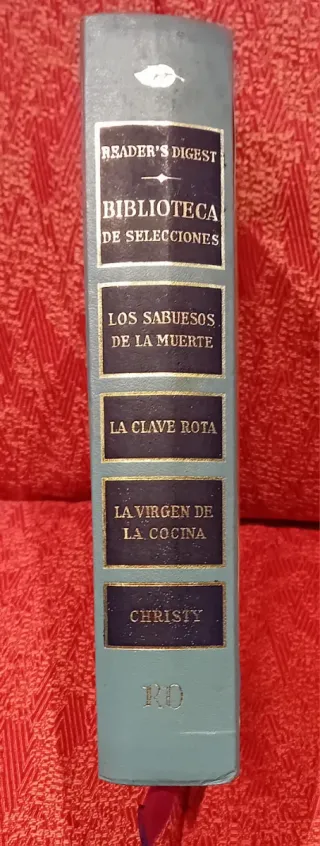 READER'S DIGEST
BIBLIOTECA
DE SELECCIONES
LOS SABUESOS
DE LA MUERTE
LA CLAVE ROTA
LA VIRGEN DE
LA COCINA
CHRISTY
RD